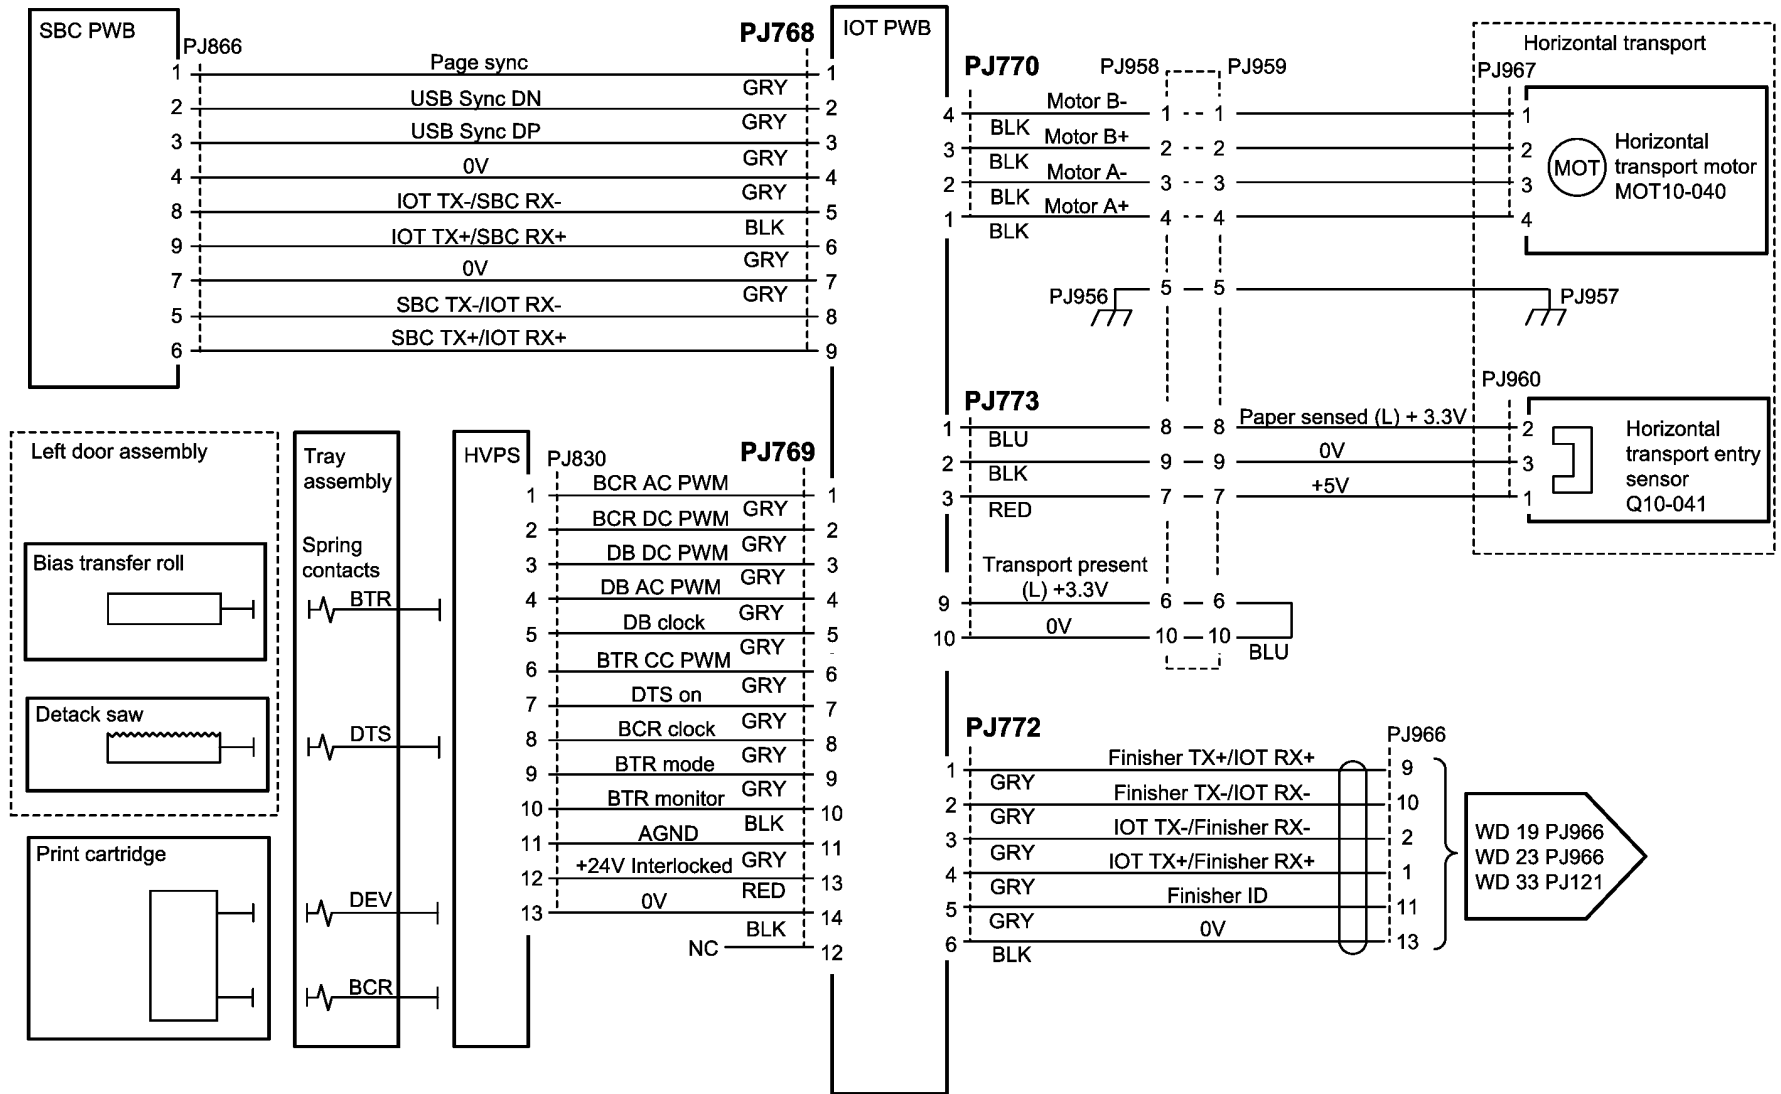 SBC PWB
PJ866
PJ768
IOT PWB
1 Page sync 1
GRY
2 USB Sync DN 2
GRY
3 USB Sync DP 3
GRY
4 0V 4
GRY
8 IOT TX-/SBC RX- 5
BLK
9 IOT TX+/SBC RX+ 6
GRY
7 0V 7
GRY
5 SBC TX-/IOT RX- 8
6 SBC TX+/IOT RX+ 9
PJ770
PJ958
PJ959
Horizontal transport
PJ967
4 Motor B- 1 1 1
BLK
3 Motor B+ 2 2 2
BLK
2 Motor A- 3 3 3
BLK
1 Motor A+ 4 4 4
BLK
MOT
Horizontal
transport motor
MOT10-040
PJ956 5 5 PJ957
PJ773
PJ960
1 8 8 Paper sensed (L) + 3.3V 2
BLU
2 9 9 0V 3
BLK
3 7 7 +5V 1
RED
Horizontal
transport entry
sensor
Q10-041
Transport present
9 (L) +3.3V 6 6
10 0V 10 10
BLU
Left door assembly
Bias transfer roll
Detack saw
Print cartridge
Tray
assembly
Spring
contacts
BTR
DTS
DEV
BCR
HVPS
PJ830
PJ769
1 BCR AC PWM 1
GRY
2 BCR DC PWM 2
GRY
3 DB DC PWM 3
GRY
4 DB AC PWM 4
GRY
5 DB clock 5
GRY
6 BTR CC PWM 6
GRY
7 DTS on 7
GRY
8 BCR clock 8
GRY
9 BTR mode 9
GRY
10 BTR monitor 10
BLK
11 AGND 11
GRY
12 +24V Interlocked 13
RED
13 0V 14
BLK
NC 12
PJ772
PJ966
1 Finisher TX+/IOT RX+ 9
GRY
2 Finisher TX-/IOT RX- 10
GRY
3 IOT TX-/Finisher RX- 2
GRY
4 IOT TX+/Finisher RX+ 1
GRY
5 Finisher ID 11
GRY
6 0V 13
BLK
WD 19 PJ966
WD 23 PJ966
WD 33 PJ121